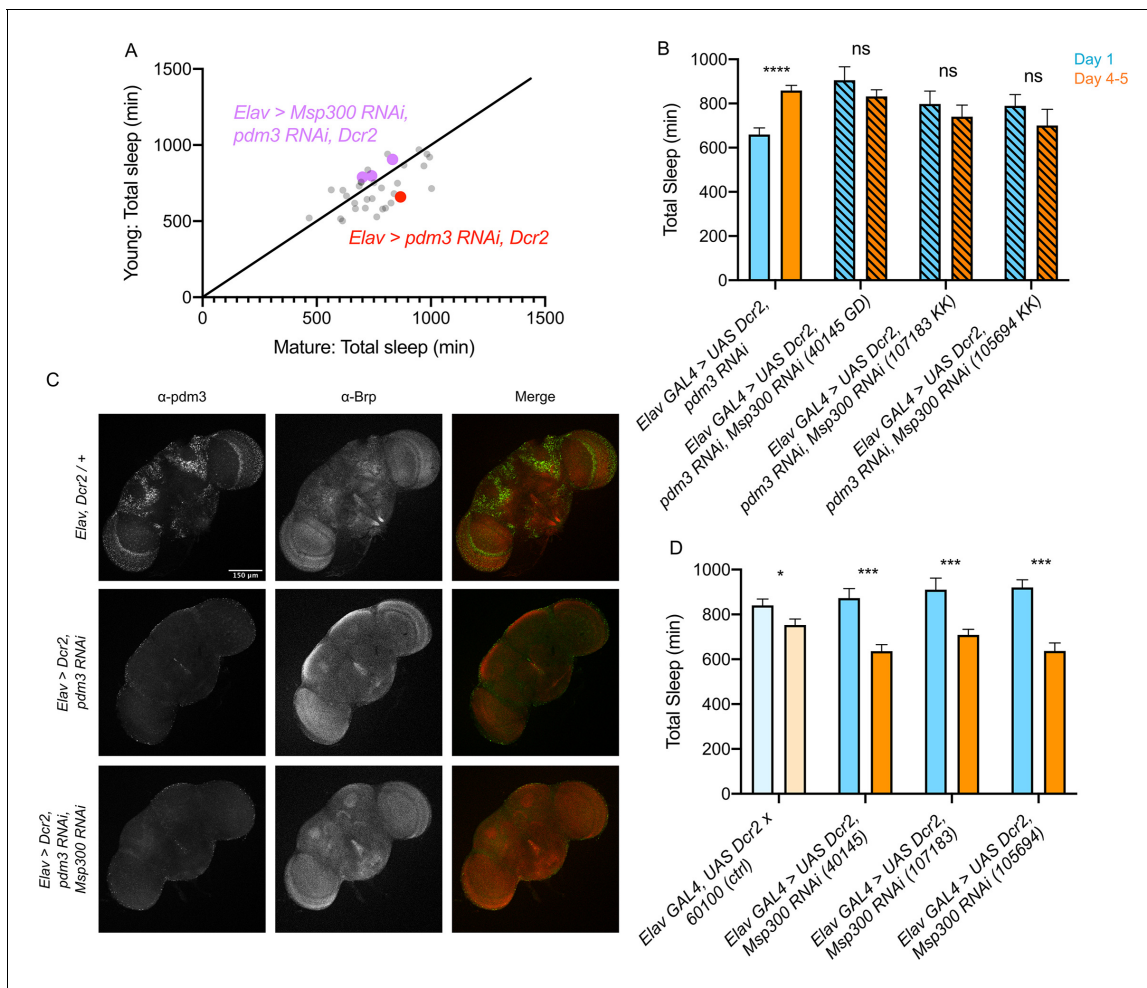 A
Young: Total sleep (min)
1500
1000
500
0
0
500
1000
1500
Mature: Total sleep (min)
Elav > Msp300 RNAi,
pdm3 RNAi, Dcr2
Elav > pdm3 RNAi, Dcr2
B
Total Sleep (min)
1000
800
600
400
200
0
****
ns
ns
ns
Day 1
Day 4-5
Elav GAL4 > UAS Dcr2,
pdm3 RNAi
Elav GAL4 > UAS Dcr2,
pdm3 RNAi, Msp300 RNAi (40145 GD)
Elav GAL4 > UAS Dcr2,
pdm3 RNAi, Msp300 RNAi (107183 KK)
Elav GAL4 > UAS Dcr2,
pdm3 RNAi, Msp300 RNAi (105694 KK)
C
α-pdm3
α-Brp
Merge
Elav, Dcr2 / +
150 µm
Elav > Dcr2,
pdm3 RNAi
Elav > Dcr2,
pdm3 RNAi,
Msp300 RNAi
D
Total Sleep (min)
1000
800
600
400
200
0
*
***
***
***
Elav GAL4, UAS Dcr2 x
60100 (ctrl)
Elav GAL4 > UAS Dcr2,
Msp300 RNAi (40145)
Elav GAL4 > UAS Dcr2,
Msp300 RNAi (107183)
Elav GAL4 > UAS Dcr2,
Msp300 RNAi (105694)